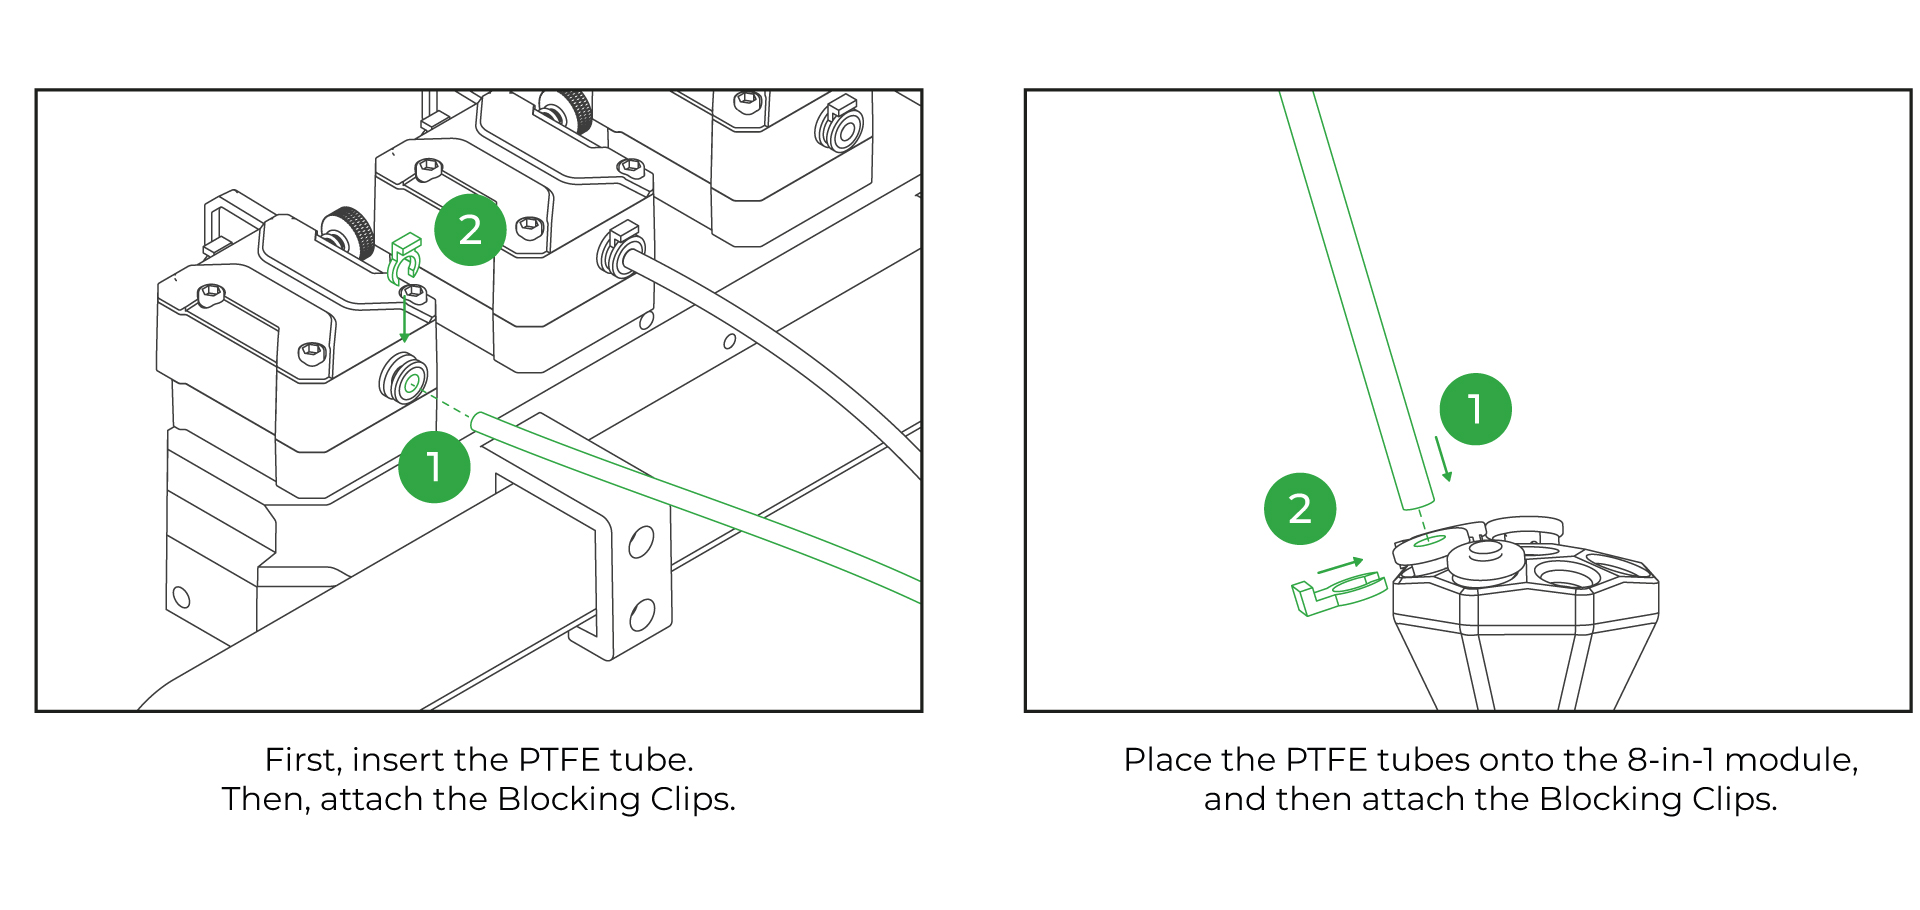 2
1
First, insert the PTFE tube.
Then, attach the Blocking Clips.
1
2
Place the PTFE tubes onto the 8-in-1 module,
and then attach the Blocking Clips.